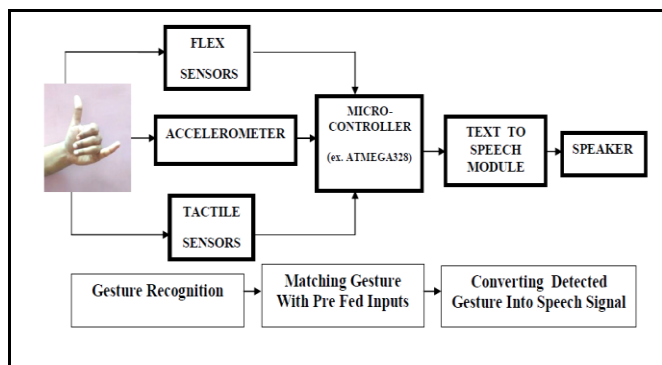 FLEX
SENSORS
ACCELEROMETER
TACTILE
SENSORS
MICRO-
CONTROLLER
(ex. ATMEGA328)
TEXT TO
SPEECH
MODULE
SPEAKER
Gesture Recognition
Matching Gesture
With Pre Fed Inputs
Converting Detected
Gesture Into Speech Signal